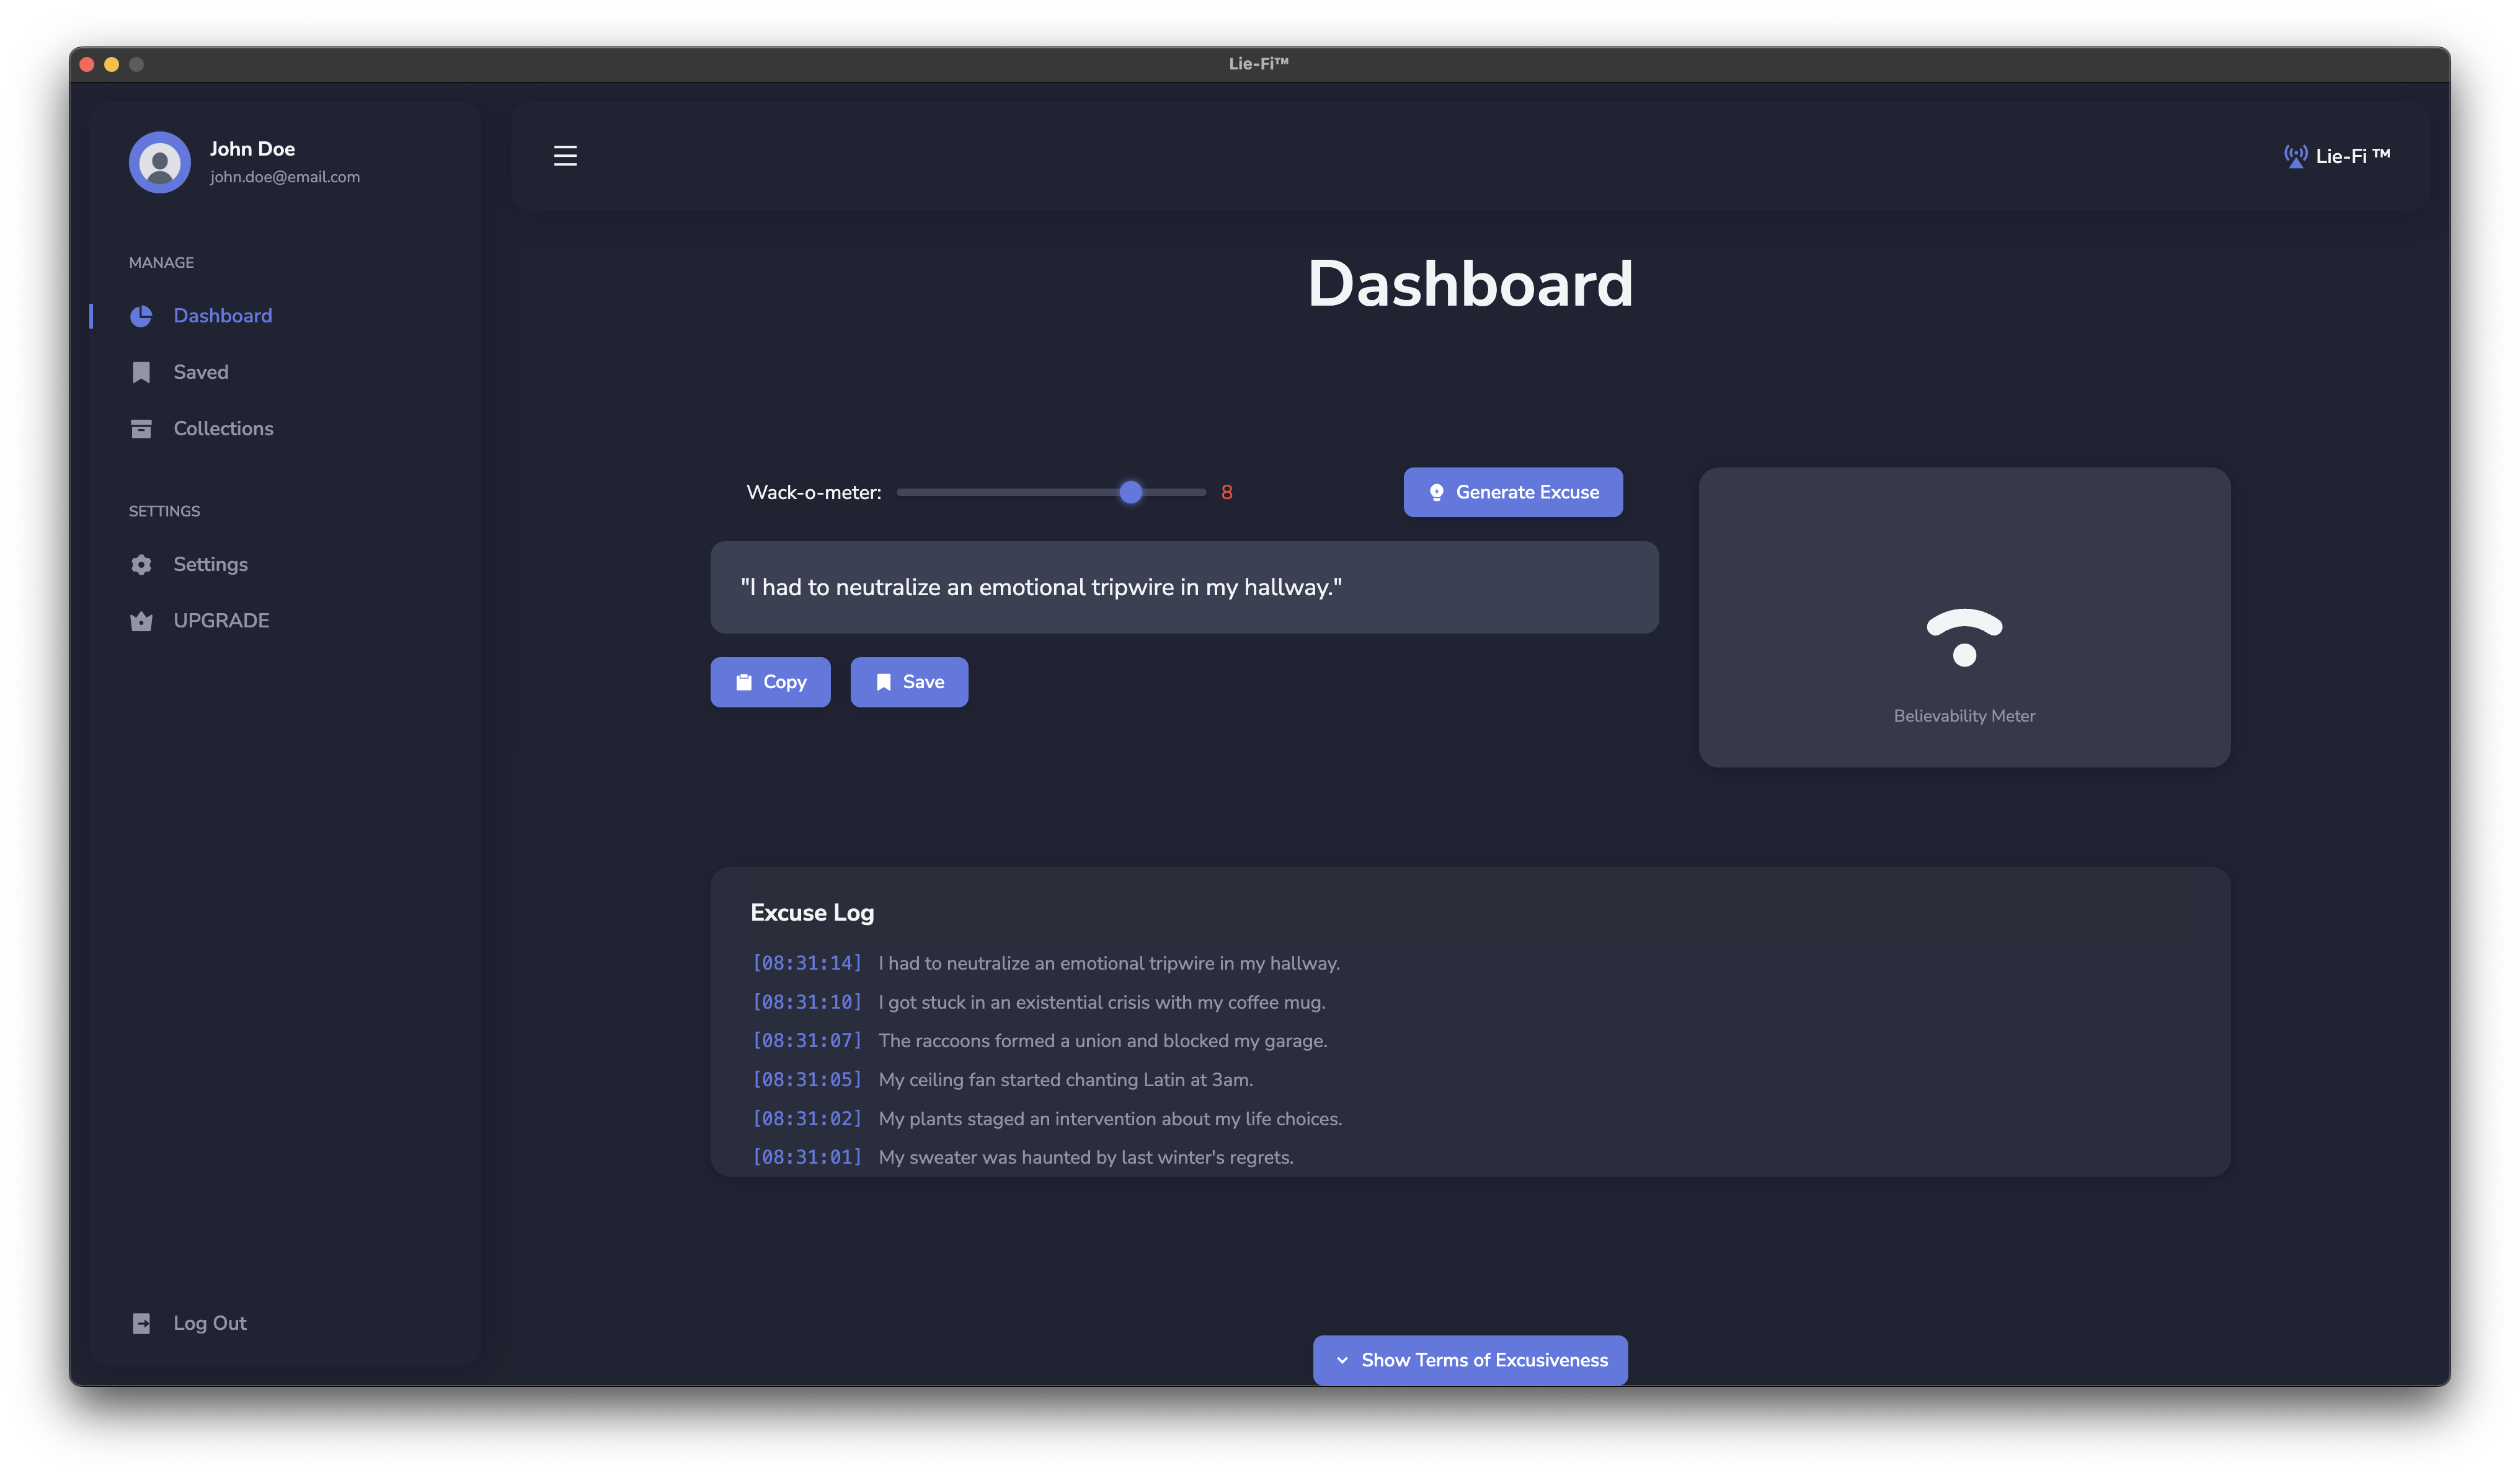 Lie-Fi™
John Doe
john.doe@email.com
MANAGE
Dashboard
Saved
Collections
SETTINGS
Settings
UPGRADE
Log Out
Lie-Fi ™
Dashboard
Wack-o-meter:
8
Generate Excuse
"I had to neutralize an emotional tripwire in my hallway."
Copy
Save
Believability Meter
Excuse Log
[08:31:14] I had to neutralize an emotional tripwire in my hallway.
[08:31:10] I got stuck in an existential crisis with my coffee mug.
[08:31:07] The raccoons formed a union and blocked my garage.
[08:31:05] My ceiling fan started chanting Latin at 3am.
[08:31:02] My plants staged an intervention about my life choices.
[08:31:01] My sweater was haunted by last winter's regrets.
Show Terms of Excusiveness